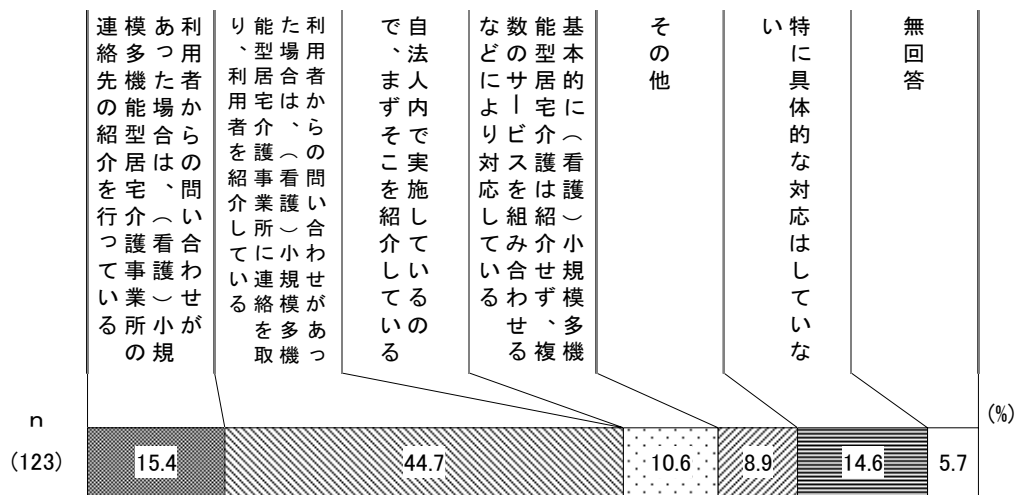 利用者からの問い合わせが
あった場合は、（看護）小規
模多機能型居宅介護事業所の
連絡先の紹介を行っている
利用者からの問い合わせがあっ
た場合は、（看護）小規模多機
能型居宅介護事業所に連絡を取
り、利用者を紹介している
自法人内で実施しているの
で、まずそこを紹介している
基本的に（看護）小規模多機
能型居宅介護は紹介せず、複
数のサービスを組み合わせる
などにより対応している
その他
特に具体的な対応はしていな
い
無回答
(%)
n
(123)
15.4
44.7
10.6
8.9
14.6
5.7